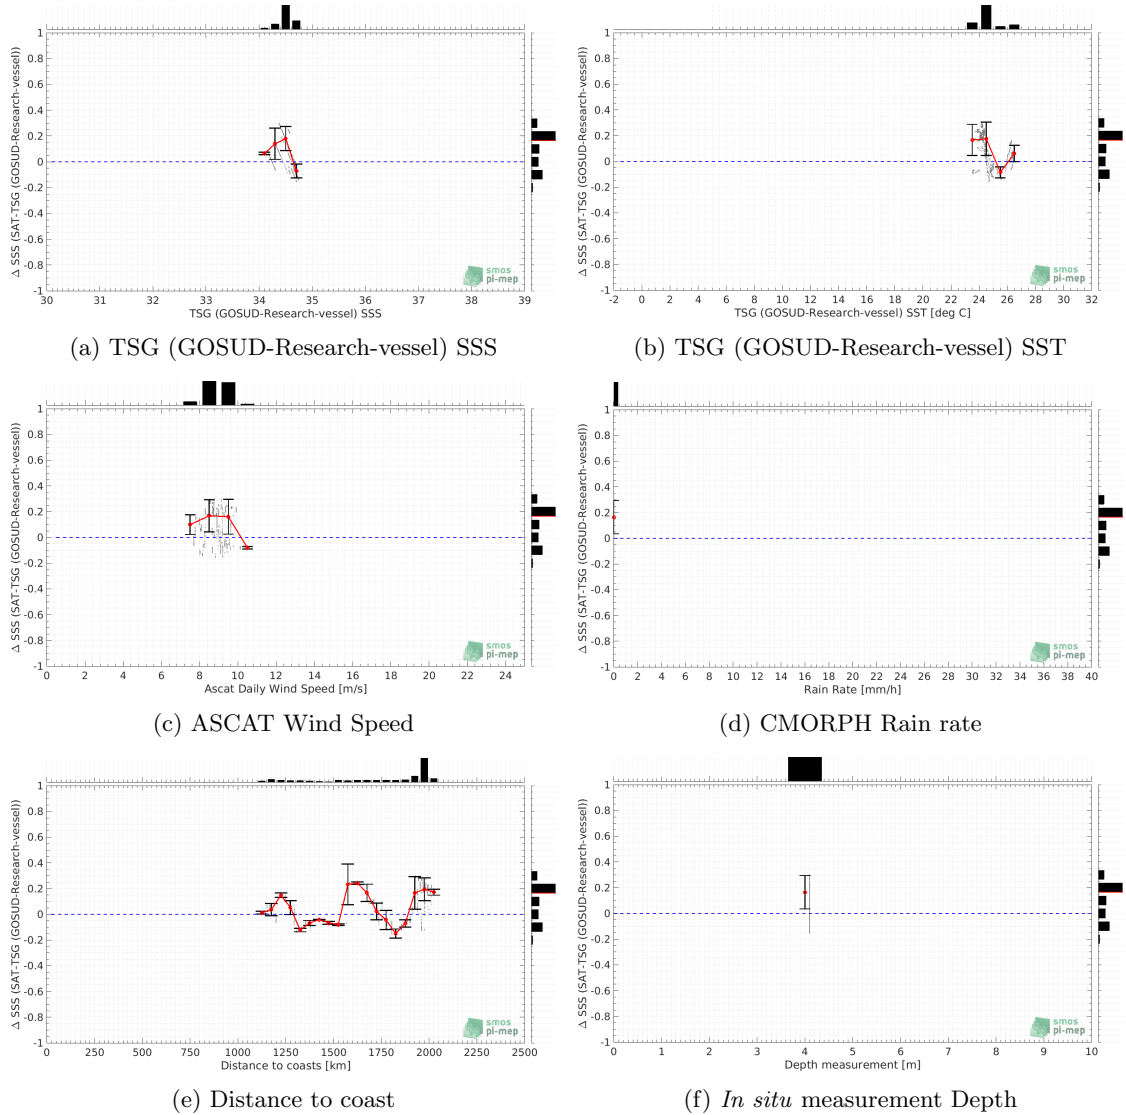 Δ SSS (SAT-TSG (GOSUD-Research-vessel))
1
0.8
0.6
0.4
0.2
0
-0.2
-0.4
-0.6
-0.8
-1
30 31 32 33 34 35 36 37 38 39
TSG (GOSUD-Research-vessel) SSS
smos
pi-mep
(a) TSG (GOSUD-Research-vessel) SSS
Δ SSS (SAT-TSG (GOSUD-Research-vessel))
1
0.8
0.6
0.4
0.2
0
-0.2
-0.4
-0.6
-0.8
-1
-2 0 2 4 6 8 10 12 14 16 18 20 22 24 26 28 30 32
TSG (GOSUD-Research-vessel) SST [deg C]
smos
pi-mep
(b) TSG (GOSUD-Research-vessel) SST
Δ SSS (SAT-TSG (GOSUD-Research-vessel))
1
0.8
0.6
0.4
0.2
0
-0.2
-0.4
-0.6
-0.8
-1
0 2 4 6 8 10 12 14 16 18 20 22 24
Ascat Daily Wind Speed [m/s]
smos
pi-mep
(c) ASCAT Wind Speed
Δ SSS (SAT-TSG (GOSUD-Research-vessel))
1
0.8
0.6
0.4
0.2
0
-0.2
-0.4
-0.6
-0.8
-1
0 2 4 6 8 10 12 14 16 18 20 22 24 26 28 30 32 34 36 38 40
Rain Rate [mm/h]
smos
pi-mep
(d) CMORPH Rain rate
Δ SSS (SAT-TSG (GOSUD-Research-vessel))
1
0.8
0.6
0.4
0.2
0
-0.2
-0.4
-0.6
-0.8
-1
0 250 500 750 1000 1250 1500 1750 2000 2250 2500
Distance to coasts [km]
smos
pi-mep
(e) Distance to coast
Δ SSS (SAT-TSG (GOSUD-Research-vessel))
1
0.8
0.6
0.4
0.2
0
-0.2
-0.4
-0.6
-0.8
-1
0 1 2 3 4 5 6 7 8 9 10
Depth measurement [m]
smos
pi-mep
(f) In situ measurement Depth